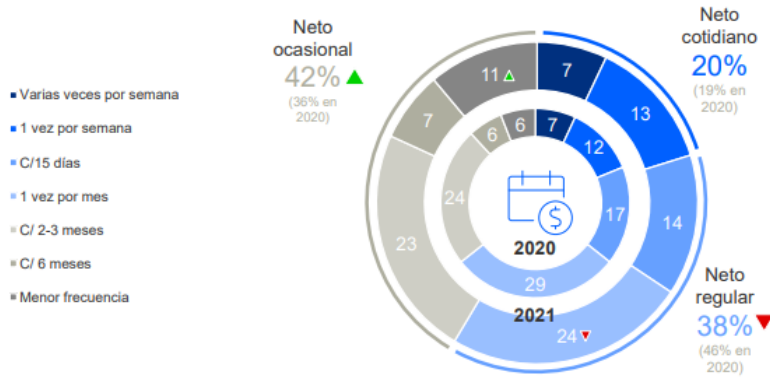 Neto
ocasional
42%
(36% en
2020)
Neto
cotidiano
20%
(19% en
2020)
Varias veces por semana
1 vez por semana
C/15 días
1 vez por mes
C/ 2-3 meses
C/ 6 meses
Menor frecuencia
11
7
7
13
6
6
7
12
24
17
23
14
$
2020
29
2021
24
Neto
regular
38%
(46% en
2020)